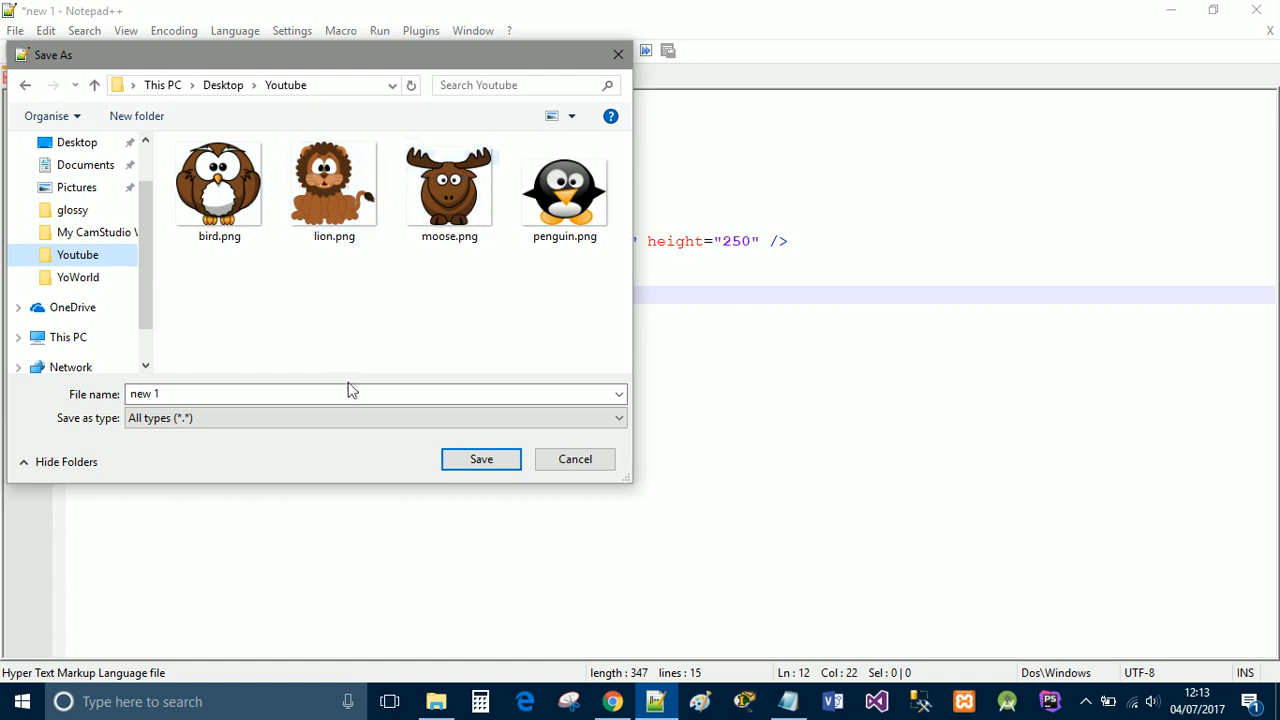 *new 1 - Notepad++
File Edit Search View Encoding Language Settings Macro Run Plugins Window ? X
Save As
This PC Desktop Youtube Search Youtube
Organise New folder
Desktop
Documents
Pictures
glossy
My CamStudio
Youtube
YoWorld
OneDrive
This PC
Network
bird.png lion.png moose.png penguin.png
" height="250" />
File name: new 1
Save as type: All types (*.*)
Hide Folders Save Cancel
Hyper Text Markup Language file length : 347 lines : 15 Ln : 12 Col : 22 Sel : 0 | 0 Dos\Windows UTF-8 INS
Type here to search
12:13
04/07/2017